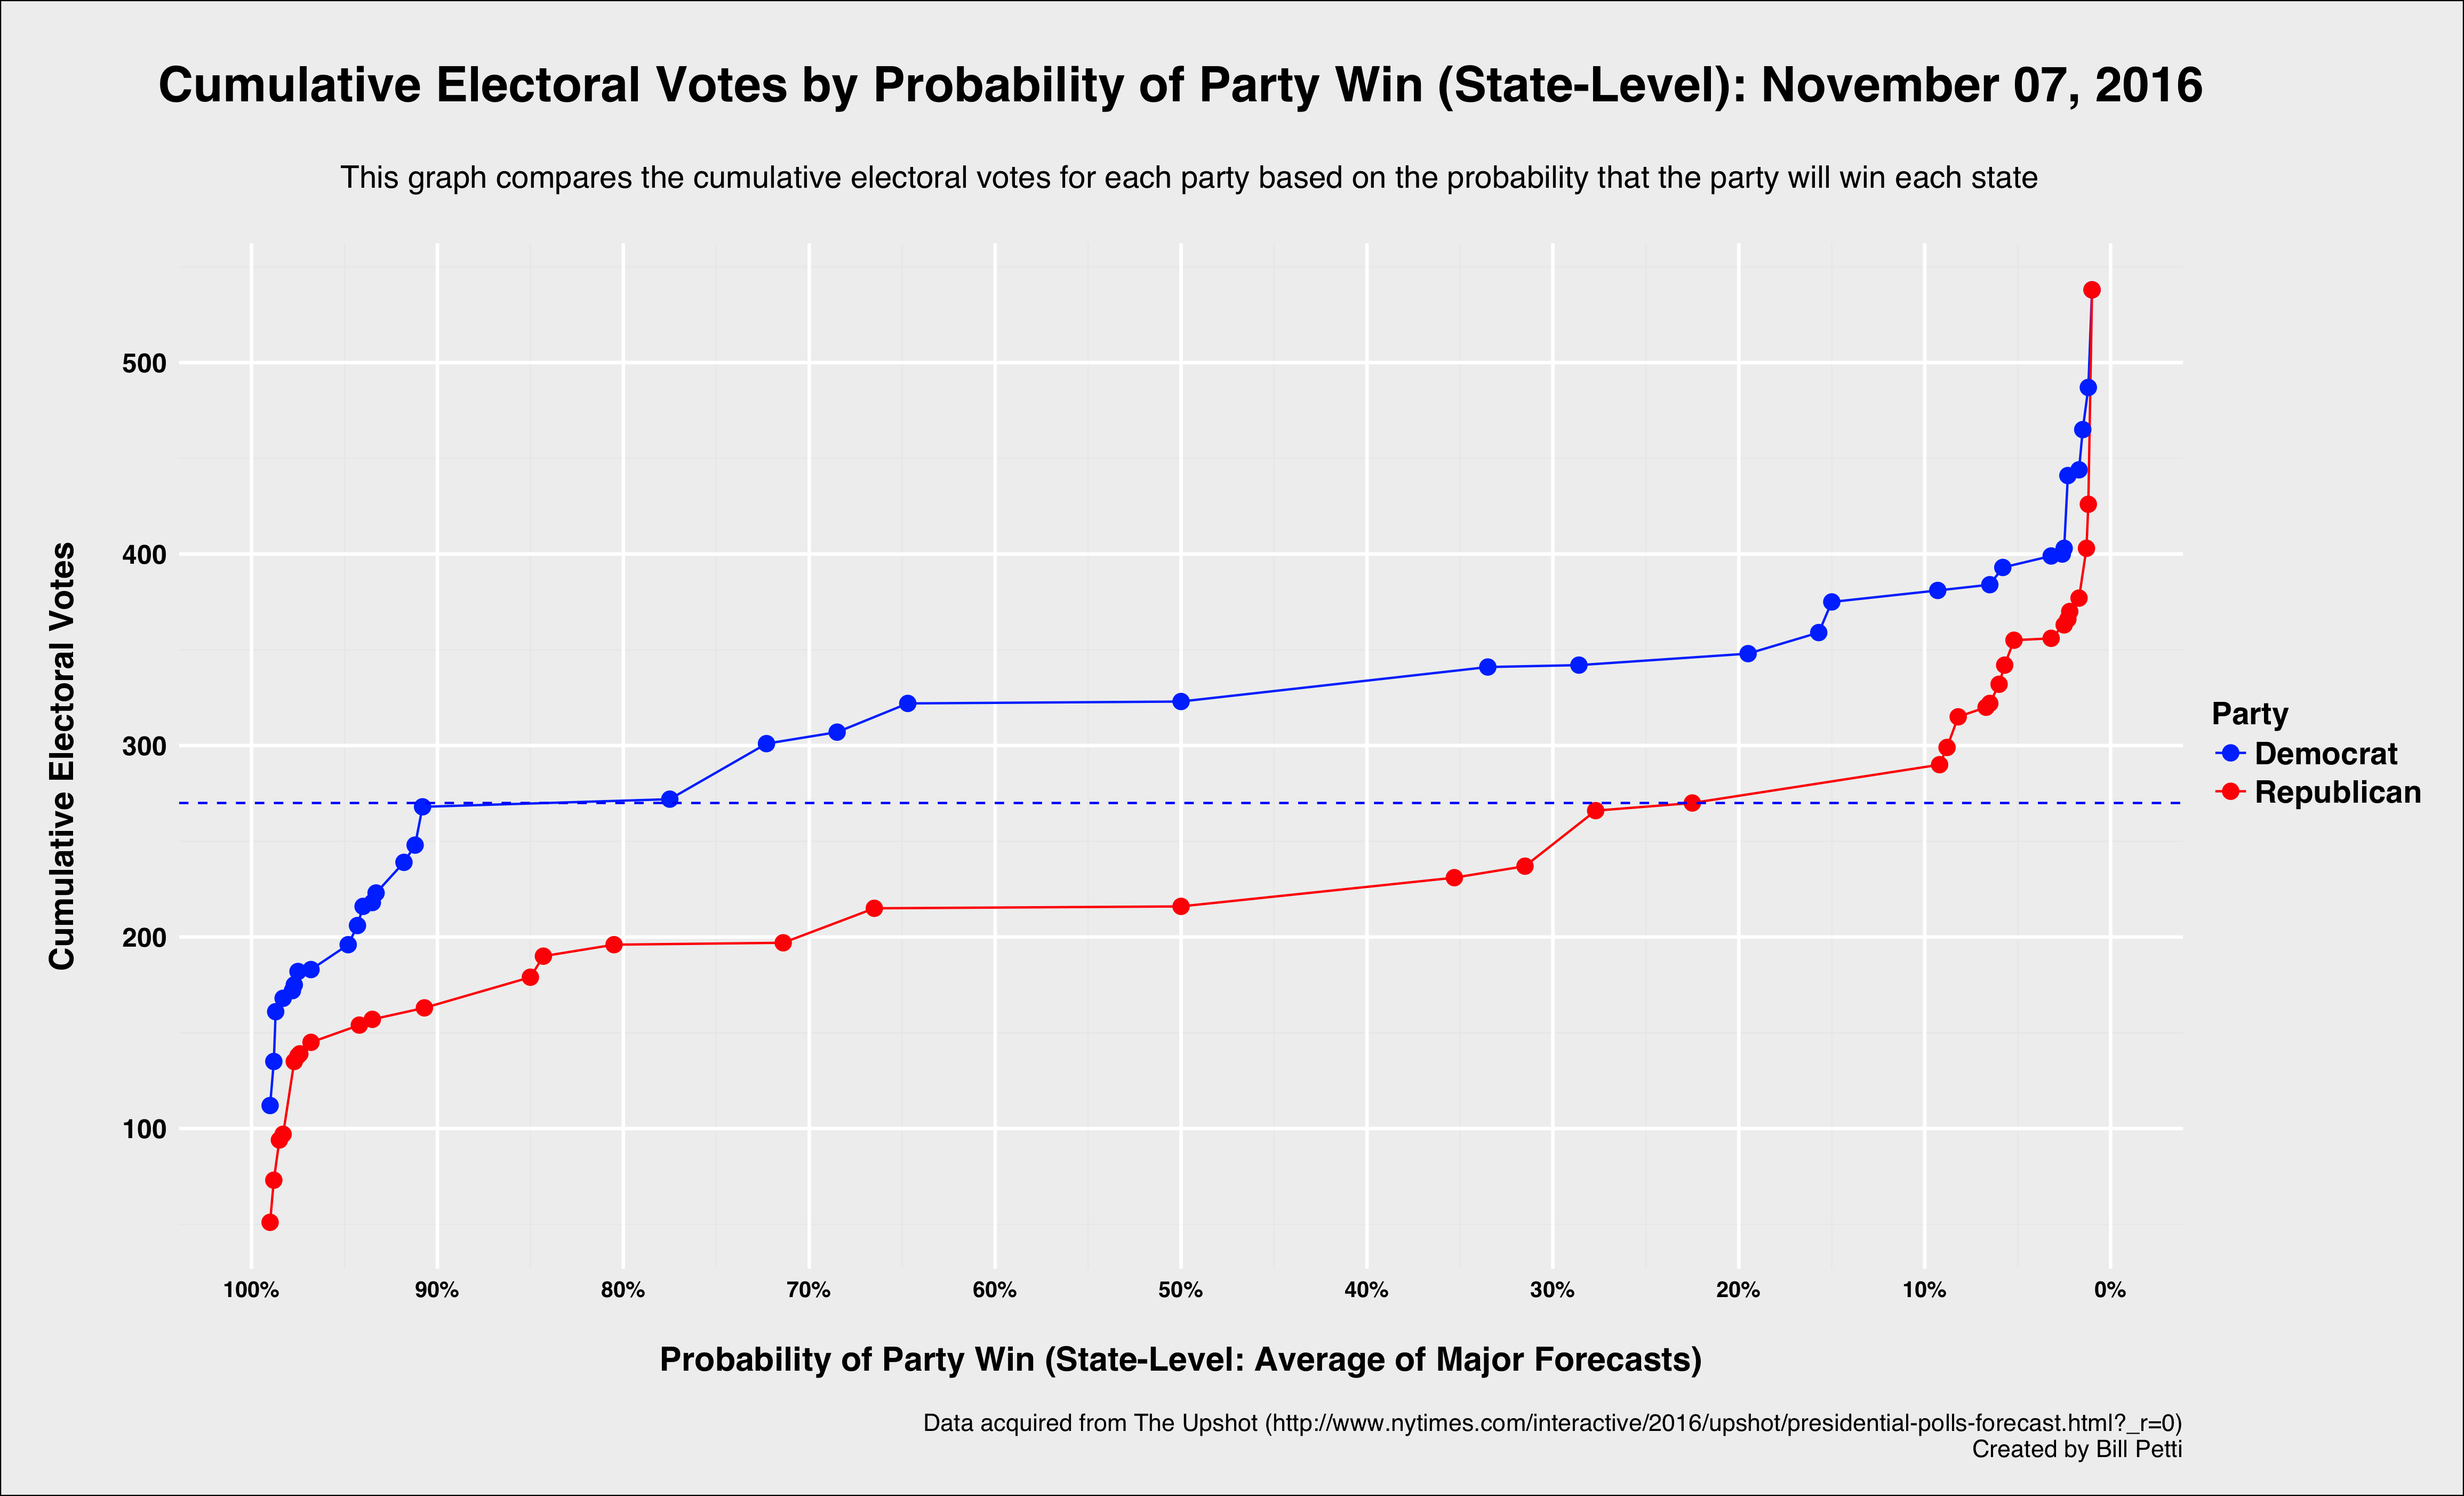 Cumulative Electoral Votes by Probability of Party Win (State-Level): November 07, 2016
This graph compares the cumulative electoral votes for each party based on the probability that the party will win each state
Cumulative Electoral Votes
500
400
300
200
100
Party
Democrat
Republican
100%
90%
80%
70%
60%
50%
40%
30%
20%
10%
0%
Probability of Party Win (State-Level: Average of Major Forecasts)
Data acquired from The Upshot (http://www.nytimes.com/interactive/2016/upshot/presidential-polls-forecast.html?_r=0)
Created by Bill Petti